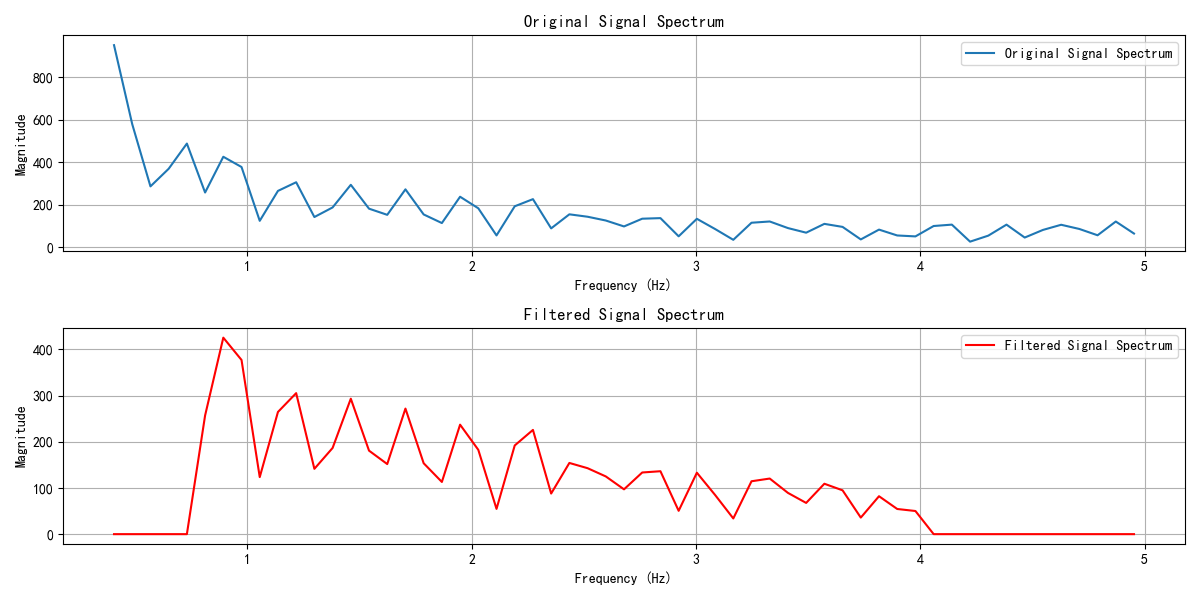 Original Signal Spectrum
Original Signal Spectrum
Magnitude
800
600
400
200
0
1 2 3 4 5
Frequency (Hz)
Filtered Signal Spectrum
Filtered Signal Spectrum
Magnitude
400
300
200
100
0
1 2 3 4 5
Frequency (Hz)